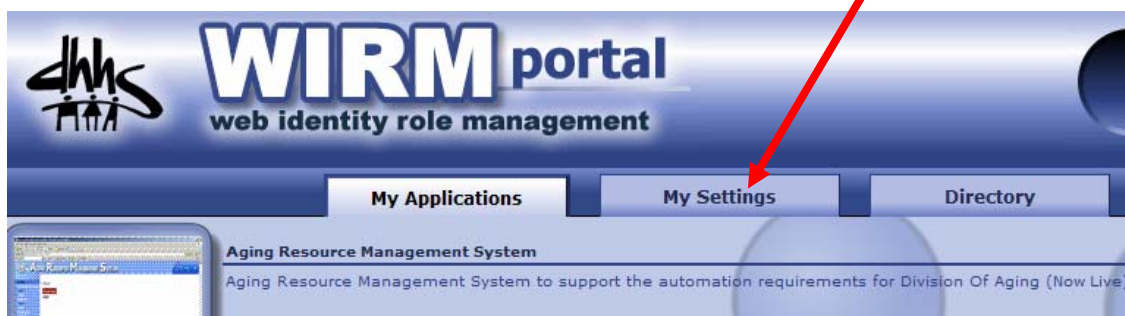 dhhs
WIRM portal
web identity role management
My Applications
My Settings
Directory
Aging Resource Management System
Aging Resource Management System to support the automation requirements for Division Of Aging (Now Live)